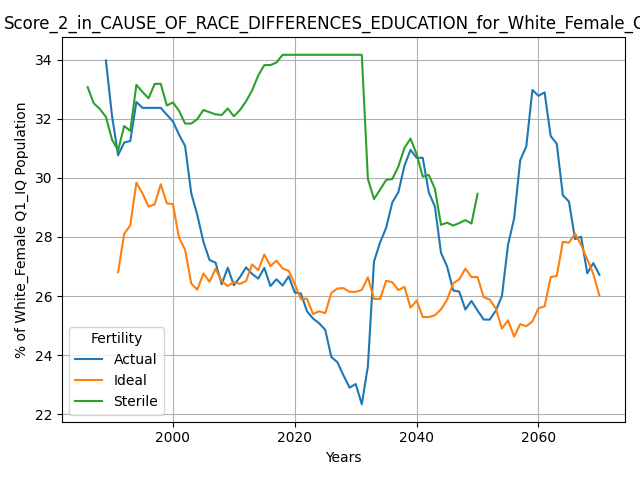 Score_2_in_CAUSE_OF_RACE_DIFFERENCES_EDUCATION_for_White_Female_
% of White_Female Q1_IQ Population
34
32
30
28
26
24
22
Fertility
Actual
Ideal
Sterile
2000
2020
2040
2060
Years